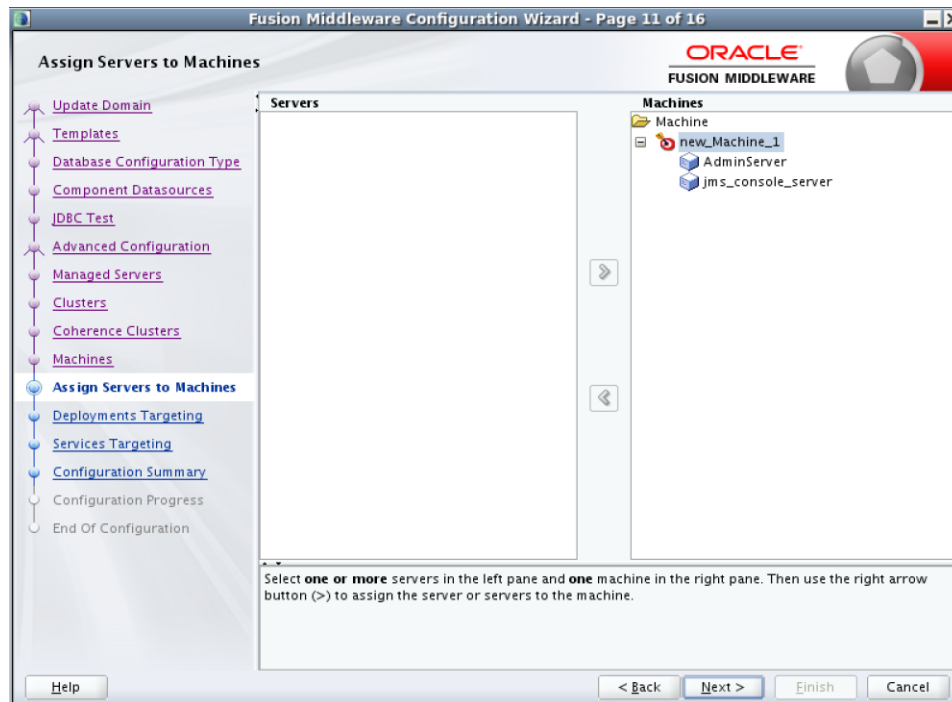 Fusion Middleware Configuration Wizard - Page 11 of 16
Assign Servers to Machines
ORACLE
FUSION MIDDLEWARE
Update Domain
Templates
Database Configuration Type
Component Datasources
JDBC Test
Advanced Configuration
Managed Servers
Clusters
Coherence Clusters
Machines
Assign Servers to Machines
Deployments Targeting
Services Targeting
Configuration Summary
Configuration Progress
End Of Configuration
Servers
Machines
Machine
new_Machine_1
AdminServer
jms_console_server
Select one or more servers in the left pane and one machine in the right pane. Then use the right arrow
button (>) to assign the server or servers to the machine.
Help
< Back
Next >
Finish
Cancel